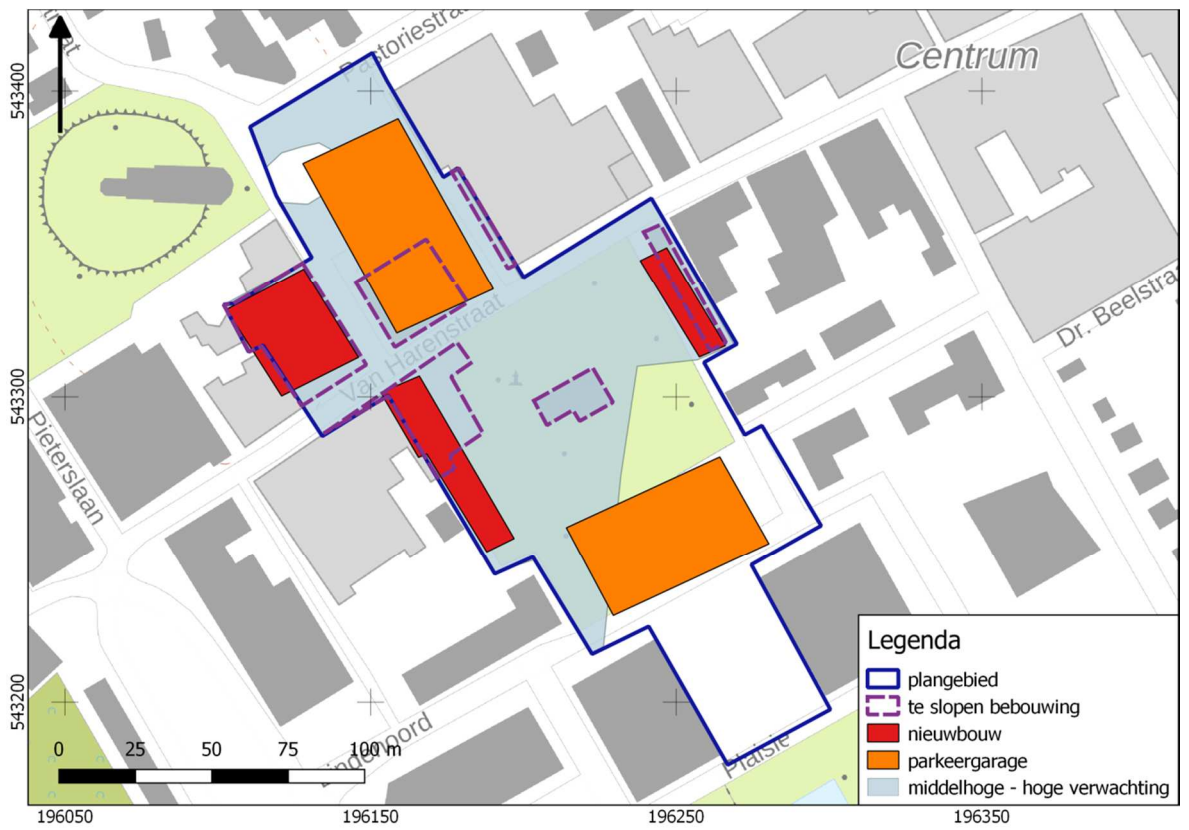 Pastoriestraat
Centrum
543400
Van Harenstraat
Dr. Beelstraa
543300
Pieterslaan
Legenda
plangebied
te slopen bebouwing
nieuwbouw
parkeergarage
middelhoge - hoge verwachting
543200
Plaisie
0 25 50 75 100 m
196050 196150 196250 196350